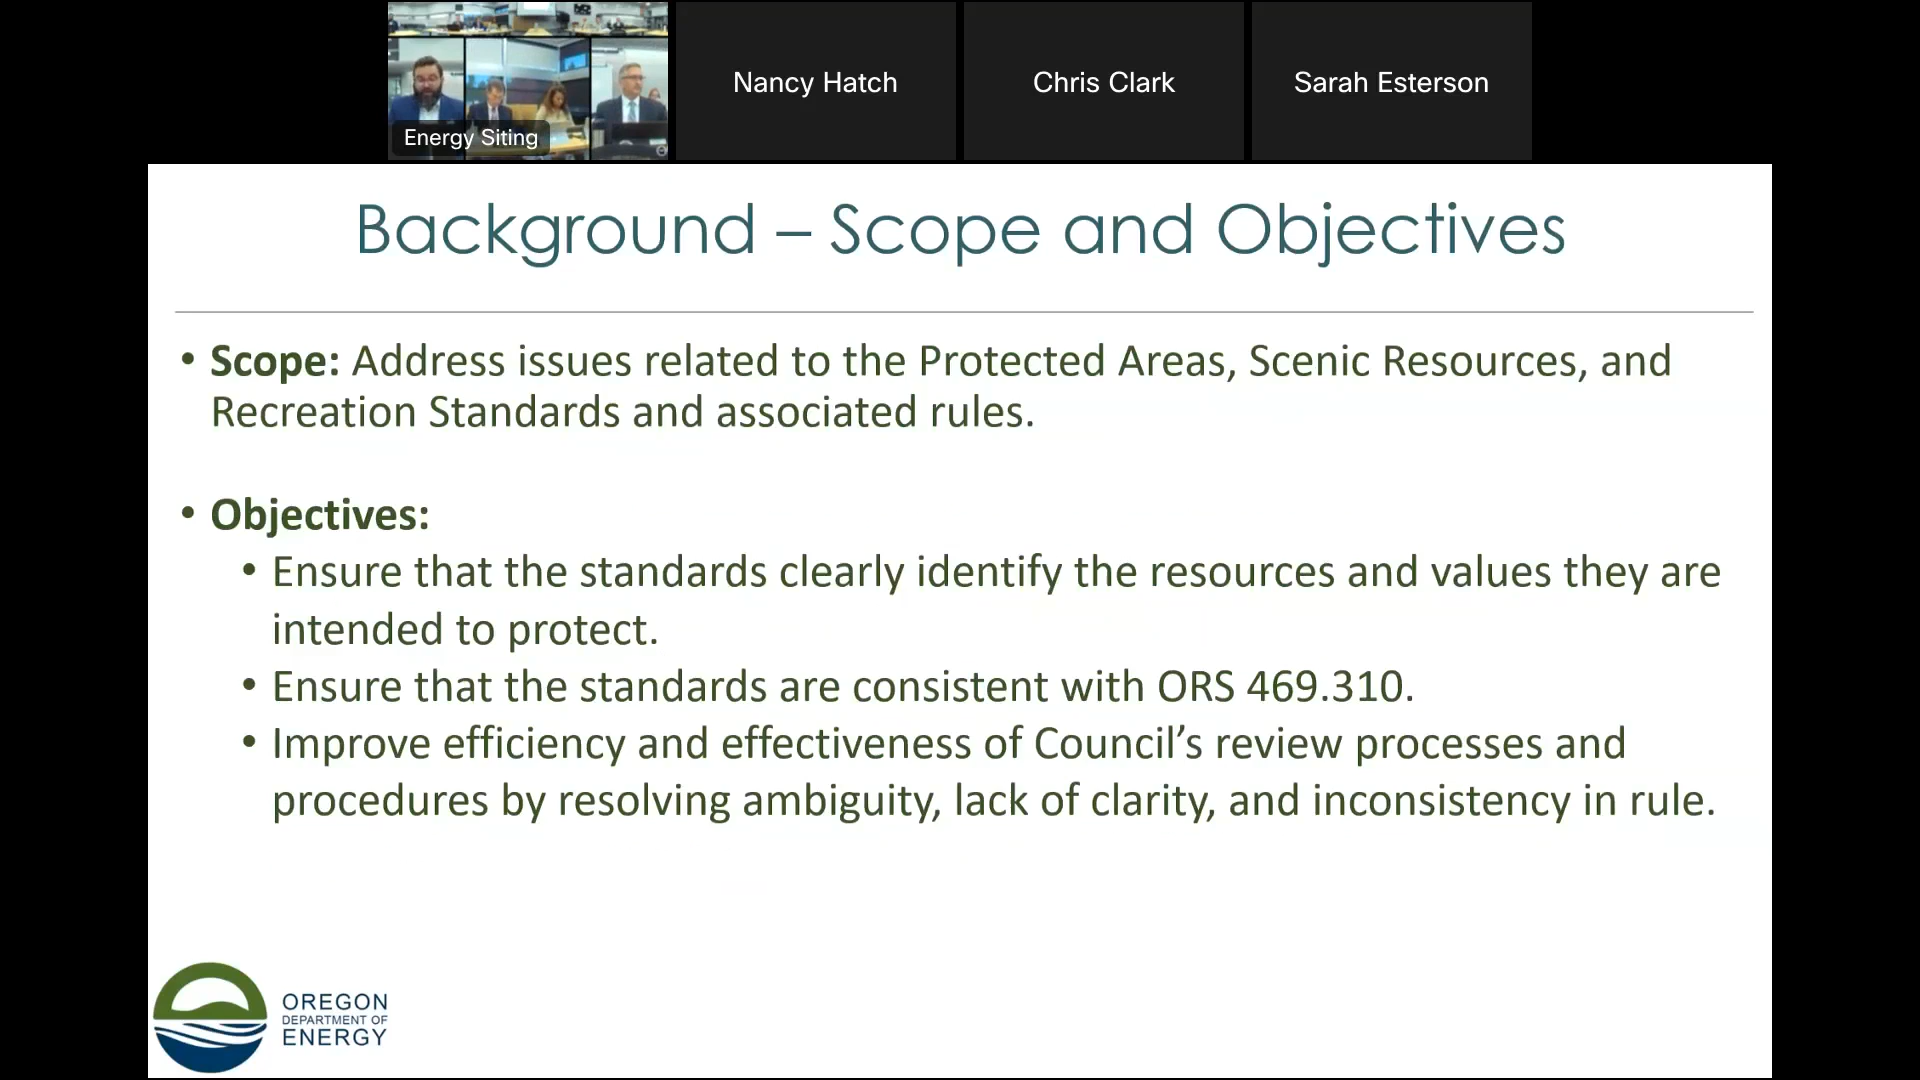 Energy Siting
Nancy Hatch
Chris Clark
Sarah Esterson
Background – Scope and Objectives
• Scope: Address issues related to the Protected Areas, Scenic Resources, and
Recreation Standards and associated rules.
• Objectives:
• Ensure that the standards clearly identify the resources and values they are
intended to protect.
• Ensure that the standards are consistent with ORS 469.310.
• Improve efficiency and effectiveness of Council’s review processes and
procedures by resolving ambiguity, lack of clarity, and inconsistency in rule.
OREGON
DEPARTMENT OF
ENERGY